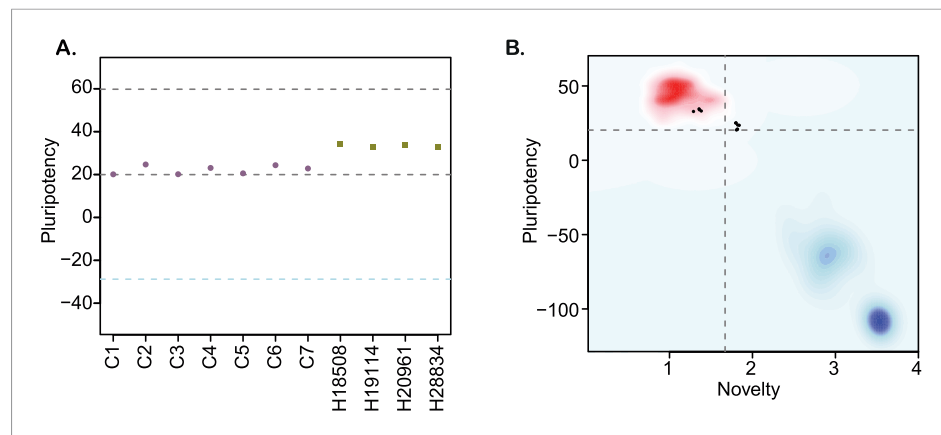 A.
Pluripotency
60
40
20
0
−20
−40
C1
C2
C3
C4
C5
C6
C7
H18508
H19114
H20961
H28834
B.
Pluripotency
50
0
−50
−100
1
2
3
4
Novelty